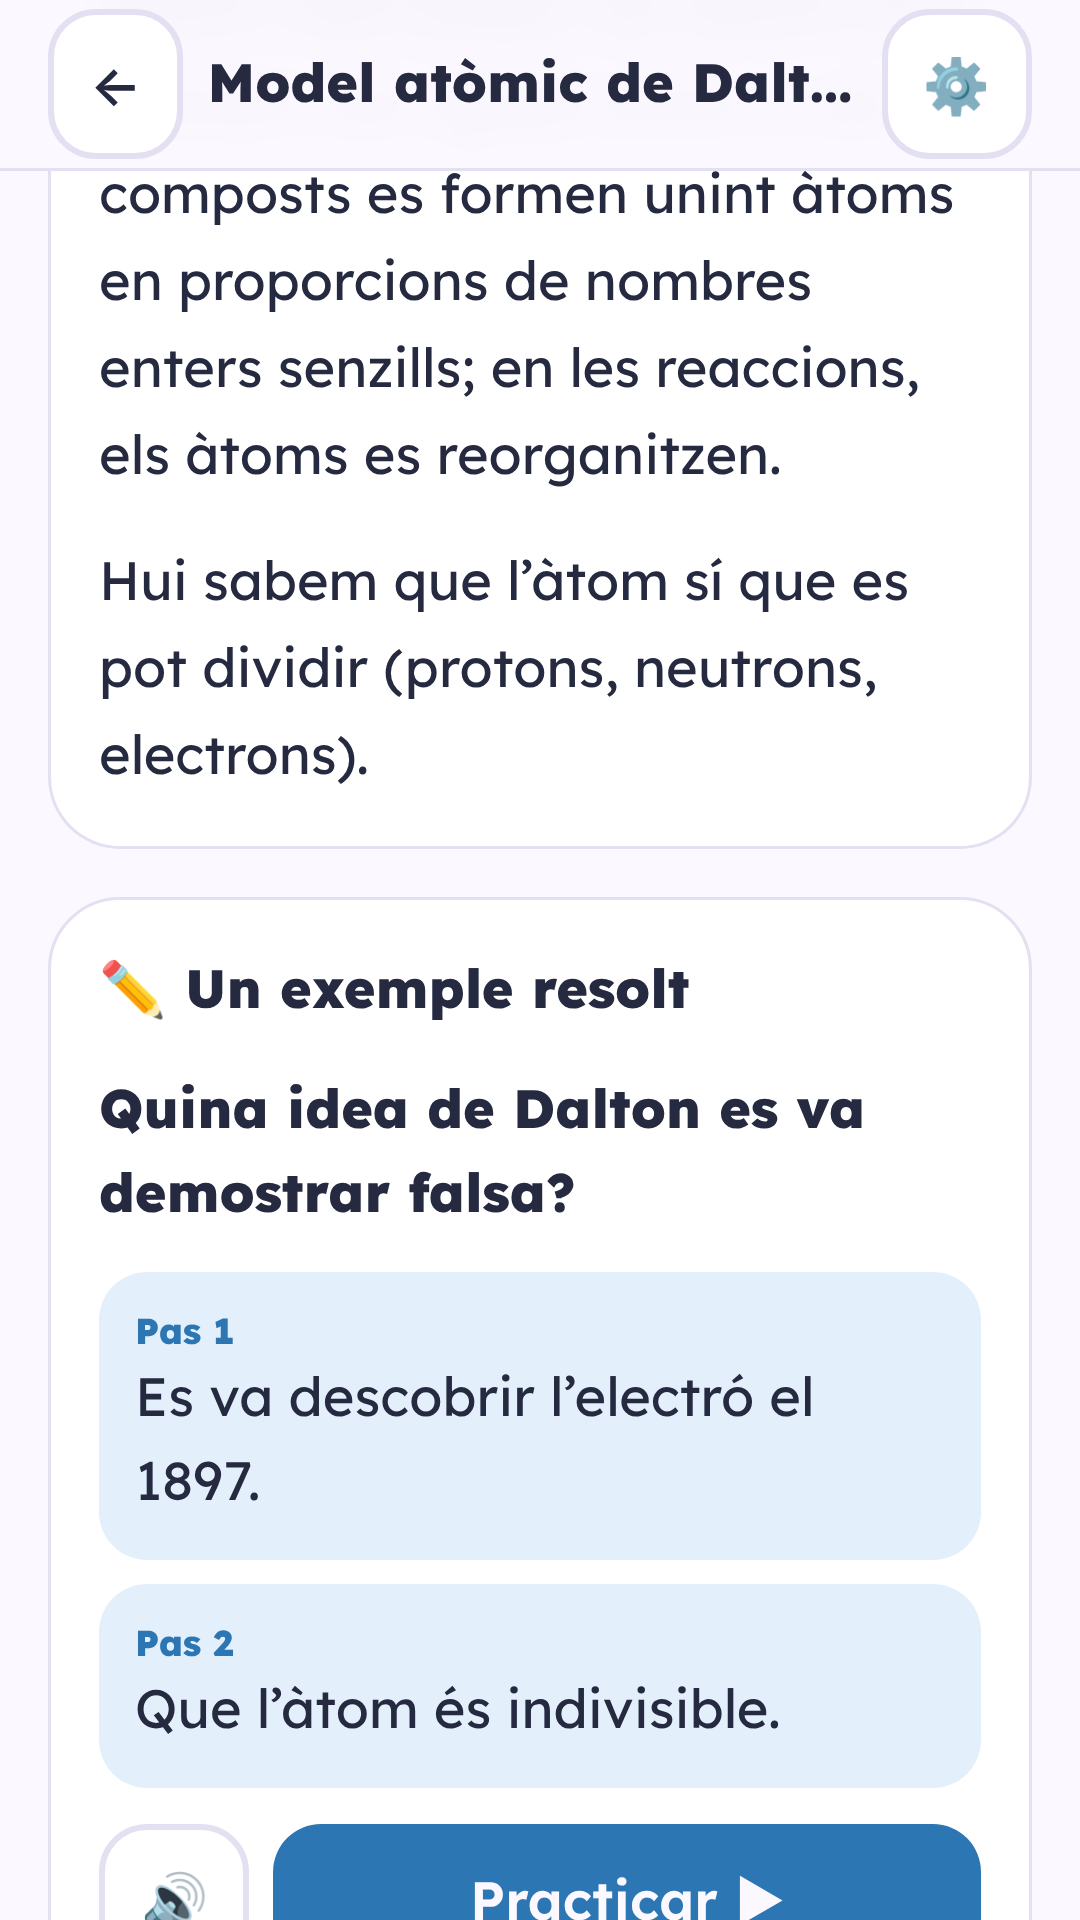 Model atòmic de Dalt...
composts es formen unint àtoms
en proporcions de nombres
enters senzills; en les reaccions,
els àtoms es reorganitzen.
Hui sabem que l’àtom sí que es
pot dividir (protons, neutrons,
electrons).
Un exemple resolt
Quina idea de Dalton es va
demostrar falsa?
Pas 1
Es va descobrir l’electró el
1897.
Pas 2
Que l’àtom és indivisible.
Practicar